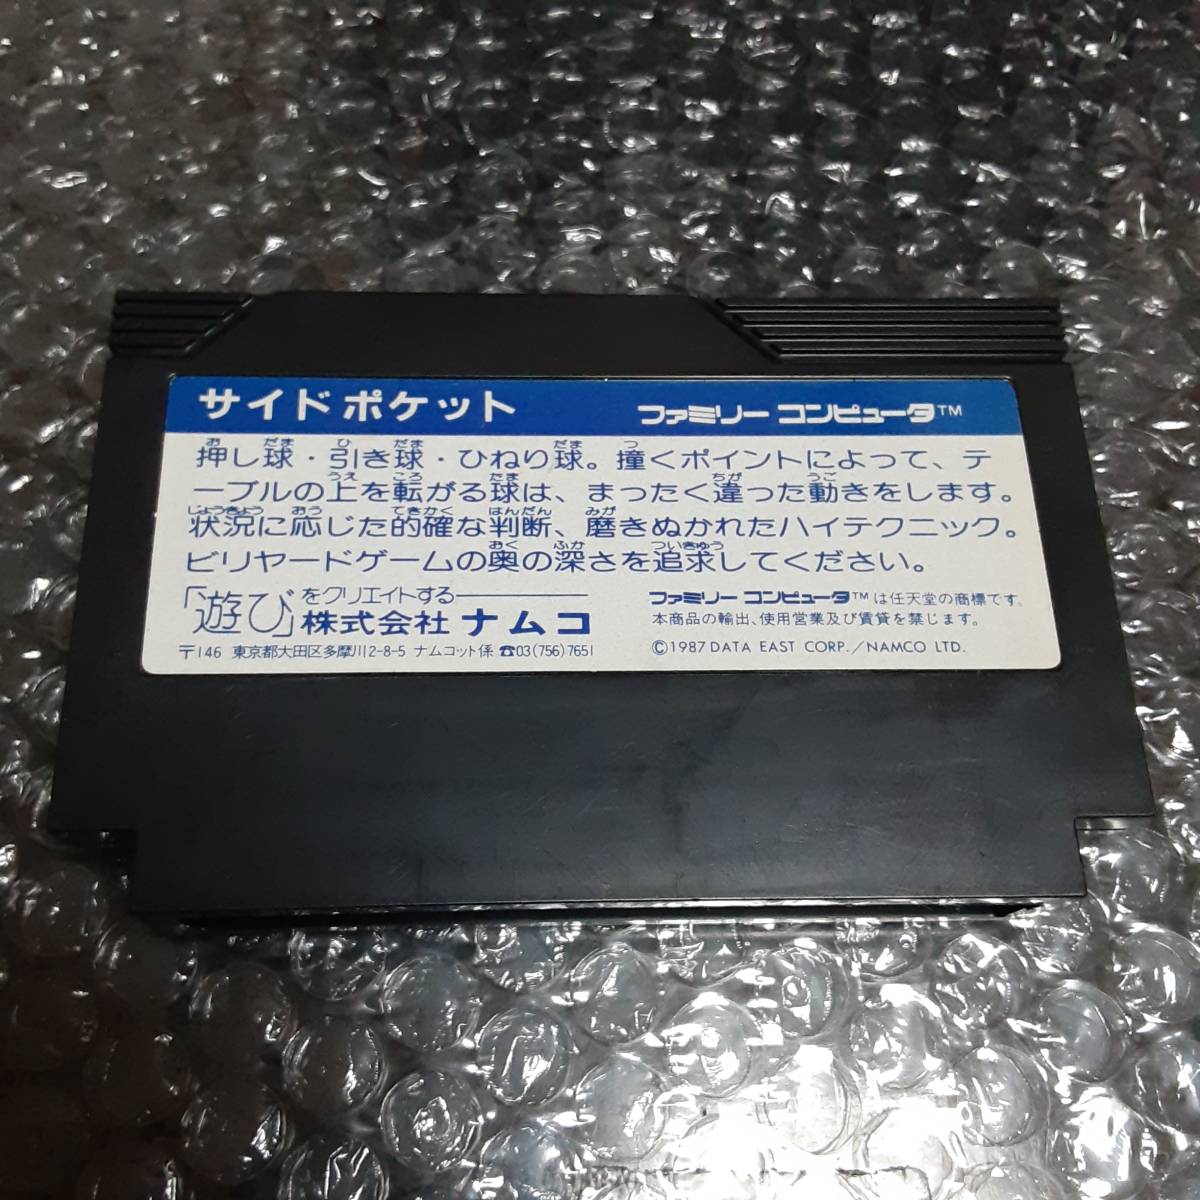 サイドポケット ファミリー コンピュータ™
押し球・引き球・ひねり球。撞くポイントによって、テ
ーブルの上を転がる球は、まったく違った動きをします。
状況に応じた的確な判断、磨きぬかれたハイテクニック。
ビリヤードゲームの奥の深さを追求してください。
「遊び」をクリエイトする――
株式会社ナムコ
〒146 東京都大田区多摩川2-8-5 ナムコット係 ☎03(756)7651
ファミリー コンピュータ™は任天堂の商標です。
本商品の輸出、使用営業及び賃貸を禁じます。
©1987 DATA EAST CORP./NAMCO LTD.